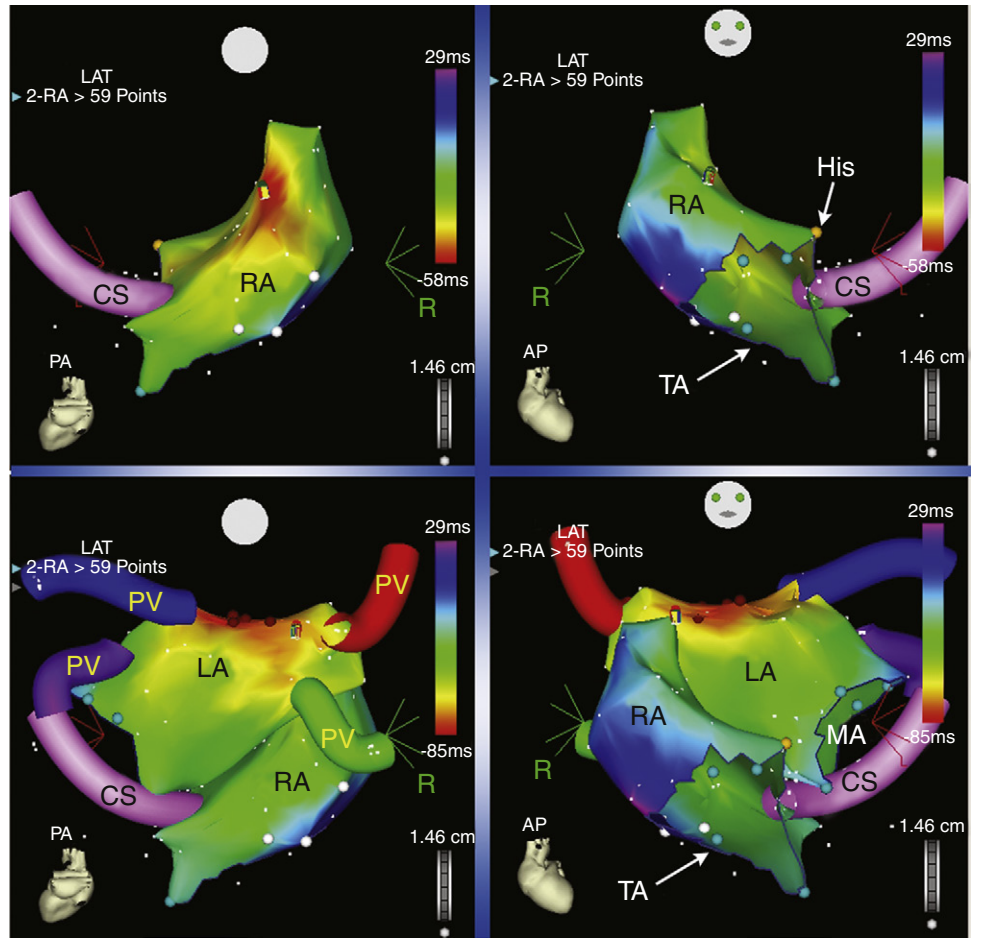 LAT
2-RA > 59 Points
29ms
-58ms
RA
CS
R
L
PA
1.46 cm
LAT
2-RA > 59 Points
29ms
-58ms
His
RA
CS
R
L
TA
AP
1.46 cm
LAT
2-RA > 59 Points
29ms
-85ms
PV
PV
PV
LA
PV
RA
CS
R
PA
1.46 cm
LAT
2-RA > 59 Points
29ms
-85ms
LA
RA
MA
CS
R
TA
AP
1.46 cm